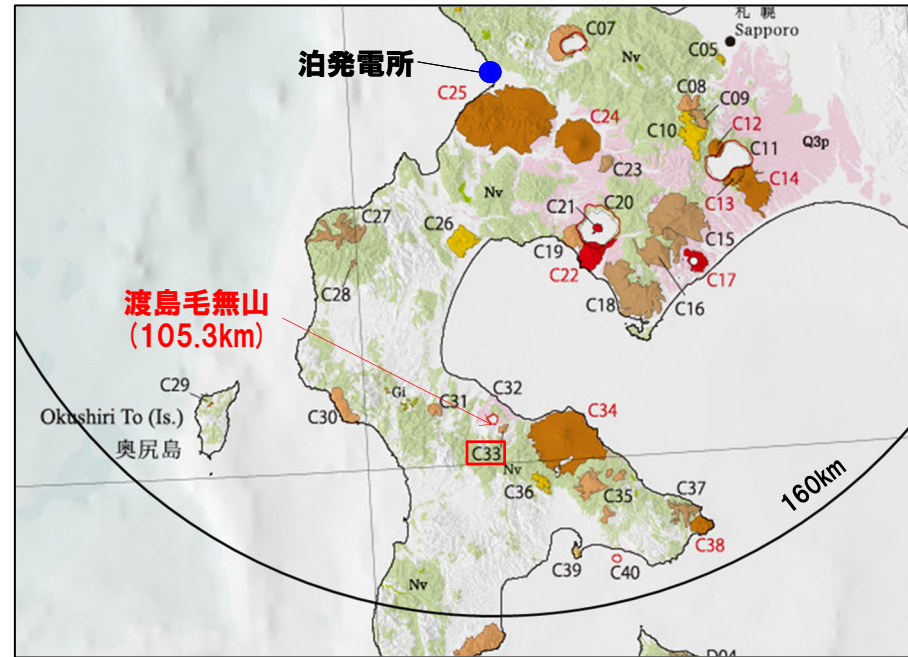 札 幌
Sapporo
C07
Nv
C05
泊発電所
C25
C24
C08
C09
C10
C12
C11
Q3p
C23
C14
C13
Nv
C21
C20
C27
C26
C19
C15
C22
C17
C16
C28
C18
渡島毛無山
(105.3km)
C29
Gi
C32
Okushiri To (Is.)
C30
C31
C34
奥尻島
C33
Nv
C36
C35
C37
160km
C38
C39
C40
Nv
D04